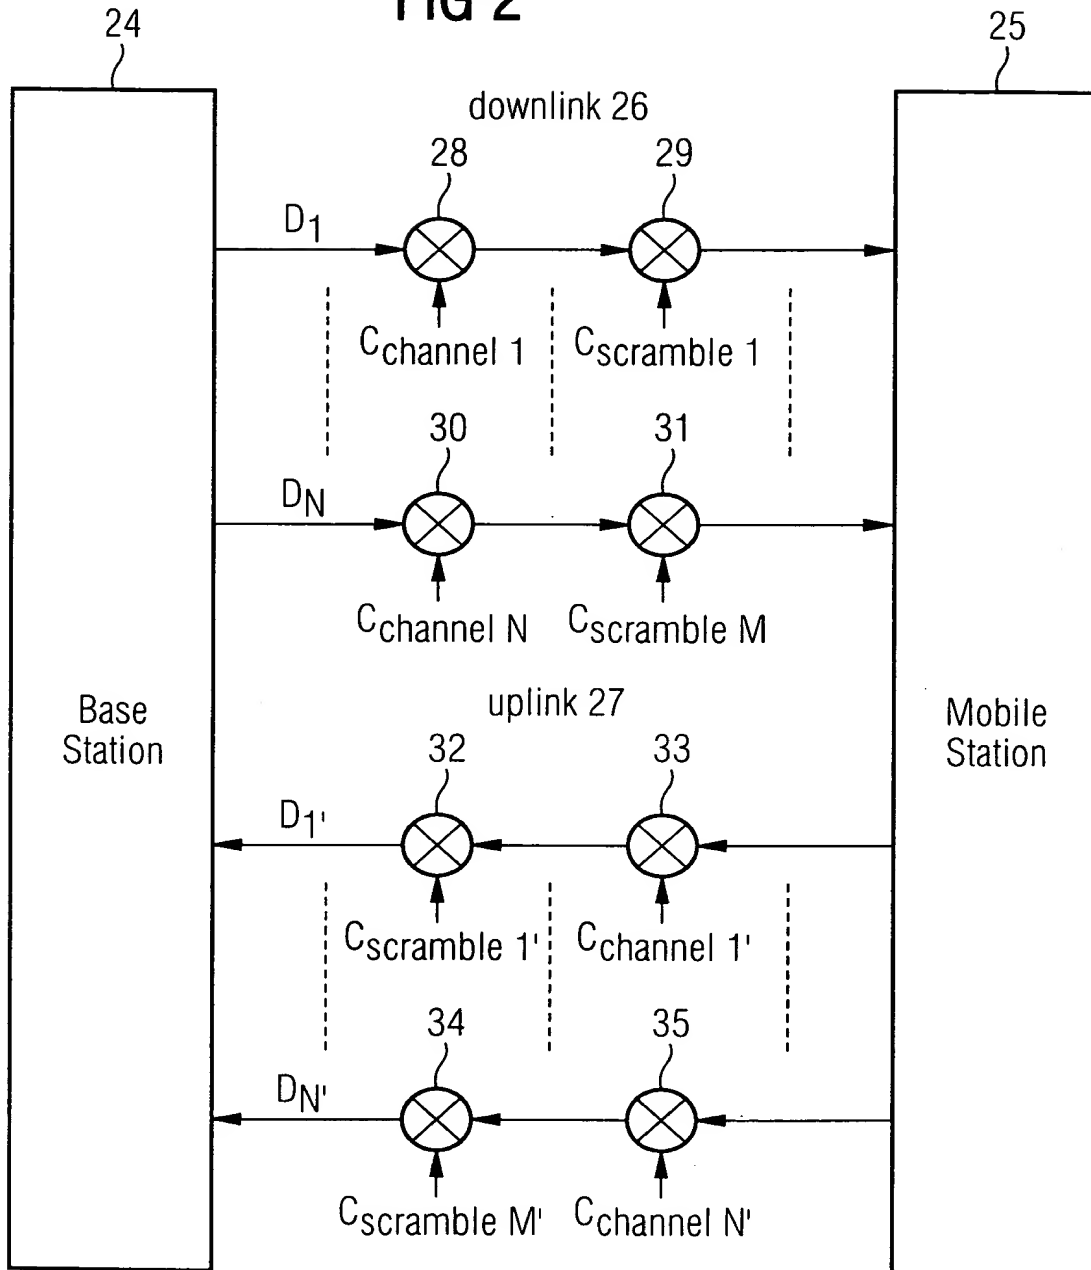 FIG 2
24 25
downlink 26
28 29
D1
Cchannel 1 Cscramble 1
30 31
DN
Cchannel N Cscramble M
uplink 27
Base
Station
Mobile
Station
32 33
D1'
Cscramble 1' Cchannel 1'
34 35
DN'
Cscramble M' Cchannel N'